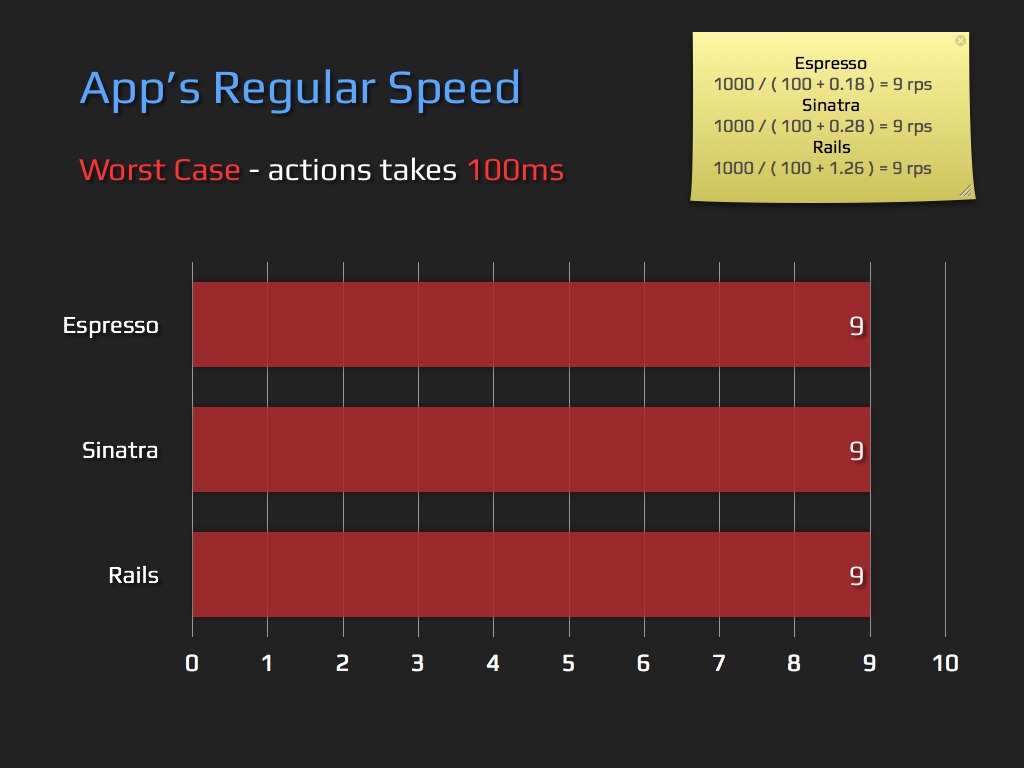 App’s Regular Speed
Worst Case - actions takes 100ms
Espresso
1000 / ( 100 + 0.18 ) = 9 rps
Sinatra
1000 / ( 100 + 0.28 ) = 9 rps
Rails
1000 / ( 100 + 1.26 ) = 9 rps
Espresso 9
Sinatra 9
Rails 9
0 1 2 3 4 5 6 7 8 9 10